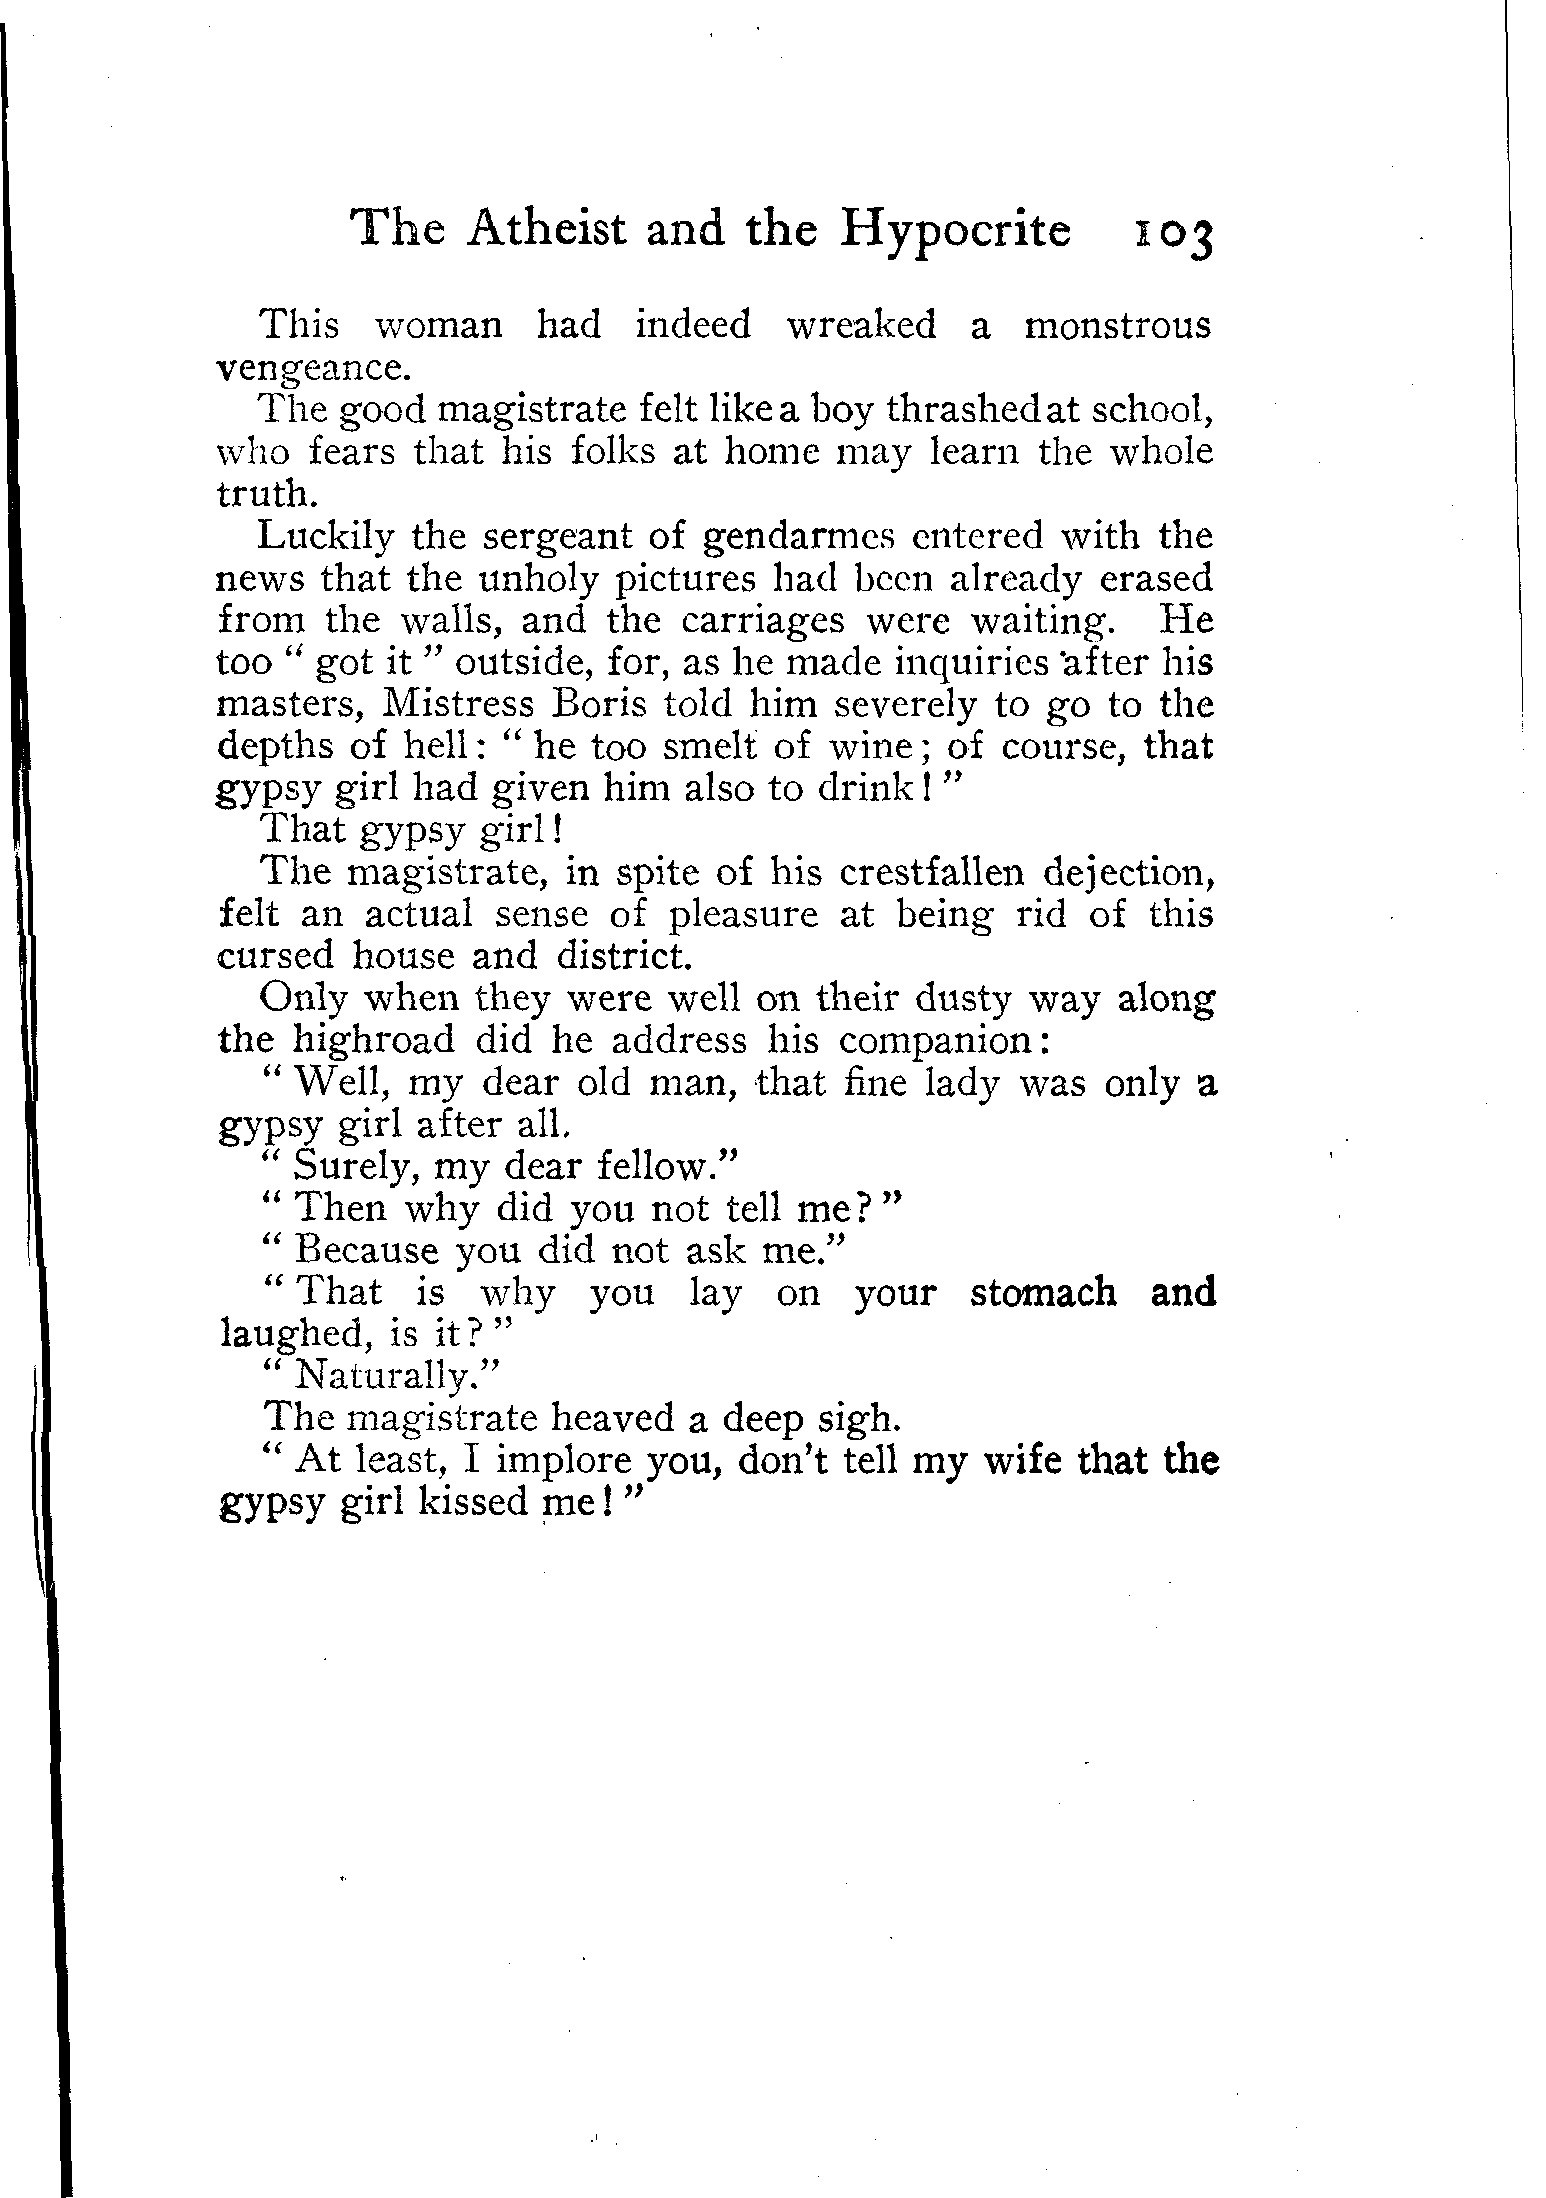 The Atheist and the Hypocrite 103
This woman had indeed wreaked a monstrous
vengeance.
The good magistrate felt like a boy thrashed at school,
who fears that his folks at home may learn the whole
truth.
Luckily the sergeant of gendarmes entered with the
news that the unholy pictures had been already erased
from the walls, and the carriages were waiting. He
too “ got it ” outside, for, as he made inquiries after his
masters, Mistress Boris told him severely to go to the
depths of hell: “ he too smelt of wine; of course, that
gypsy girl had given him also to drink! ”
That gypsy girl!
The magistrate, in spite of his crestfallen dejection,
felt an actual sense of pleasure at being rid of this
cursed house and district.
Only when they were well on their dusty way along
the highroad did he address his companion:
“ Well, my dear old man, that fine lady was only a
gypsy girl after all.
“ Surely, my dear fellow.”
“ Then why did you not tell me? ”
“ Because you did not ask me.”
“ That is why you lay on your stomach and
laughed, is it? ”
“ Naturally.”
The magistrate heaved a deep sigh.
“ At least, I implore you, don't tell my wife that the
gypsy girl kissed me! ”